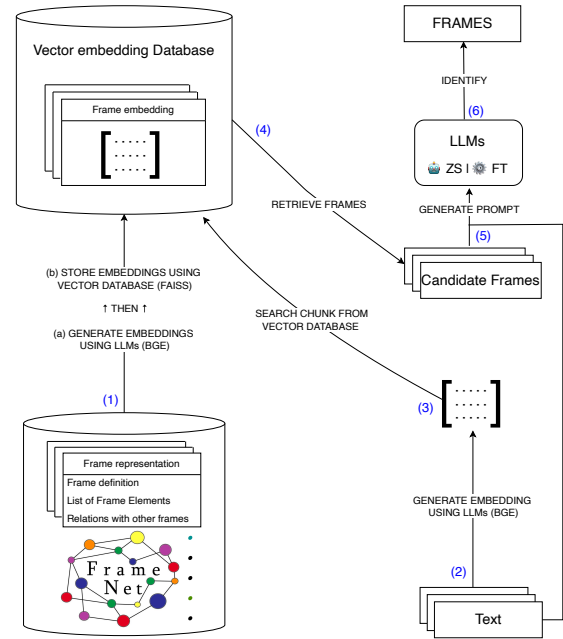 Vector embedding Database
Frame embedding
FRAMES
IDENTIFY
(6)
LLMs
ZS | FT
GENERATE PROMPT
(5)
Candidate Frames
(4)
RETRIEVE FRAMES
(b) STORE EMBEDDINGS USING
VECTOR DATABASE (FAISS)
↑ THEN ↑
(a) GENERATE EMBEDDINGS
USING LLMs (BGE)
(1)
SEARCH CHUNK FROM
VECTOR DATABASE
(3)
GENERATE EMBEDDING
USING LLMs (BGE)
(2)
Text
Frame representation
Frame definition
List of Frame Elements
Relations with other frames
Frame
Net